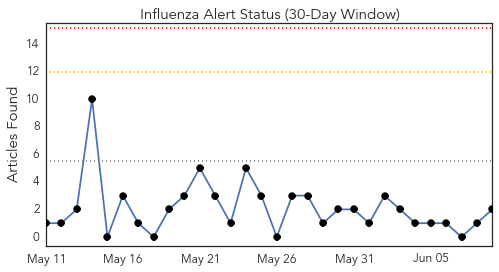 Influenza Alert Status (30-Day Window)
Articles Found
14
12
10
8
6
4
2
0
May 11
May 16
May 21
May 26
May 31
Jun 05